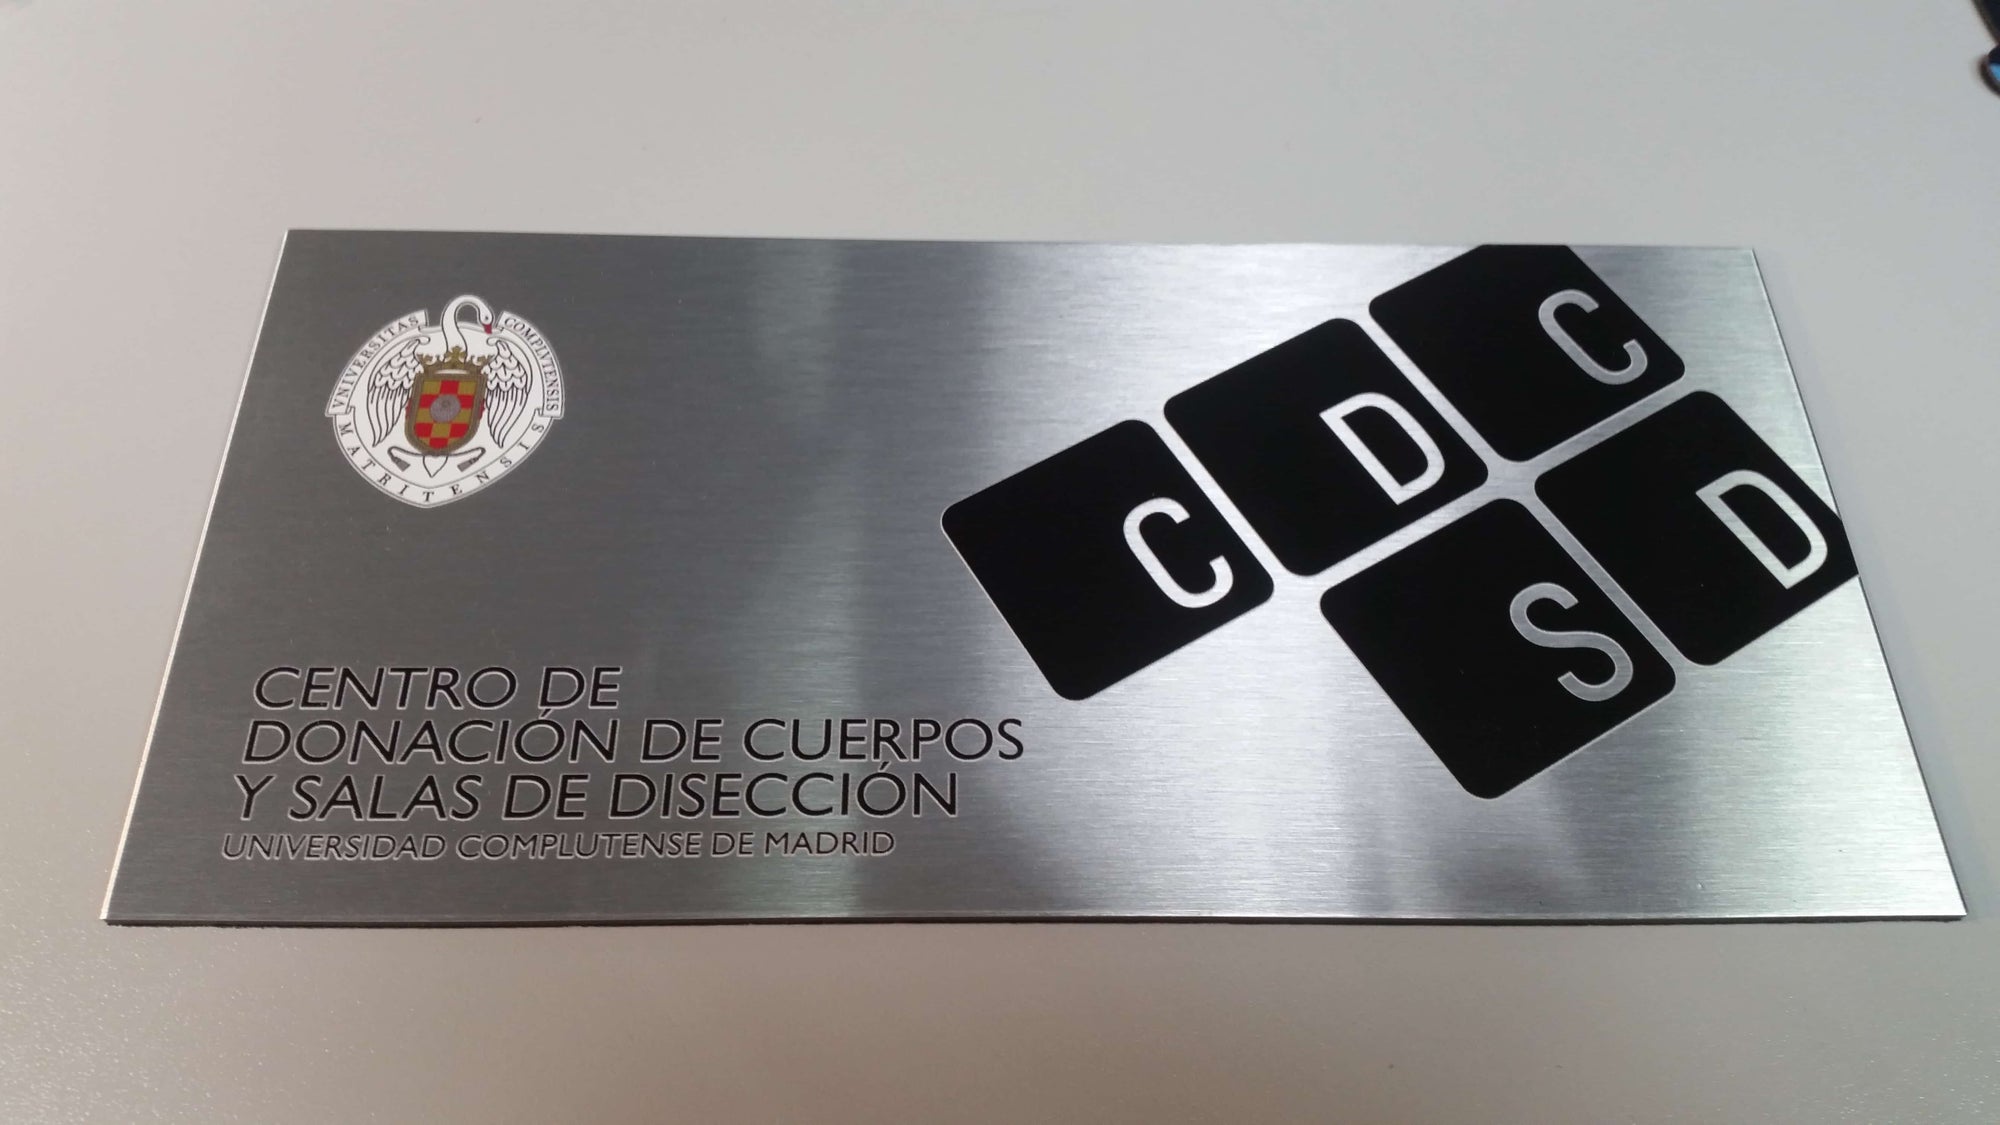 VNIVERSITAS COMPLVTENSIS
MATRITENSIS
C D C
S D
CENTRO DE
DONACIÓN DE CUERPOS
Y SALAS DE DISECCIÓN
UNIVERSIDAD COMPLUTENSE DE MADRID